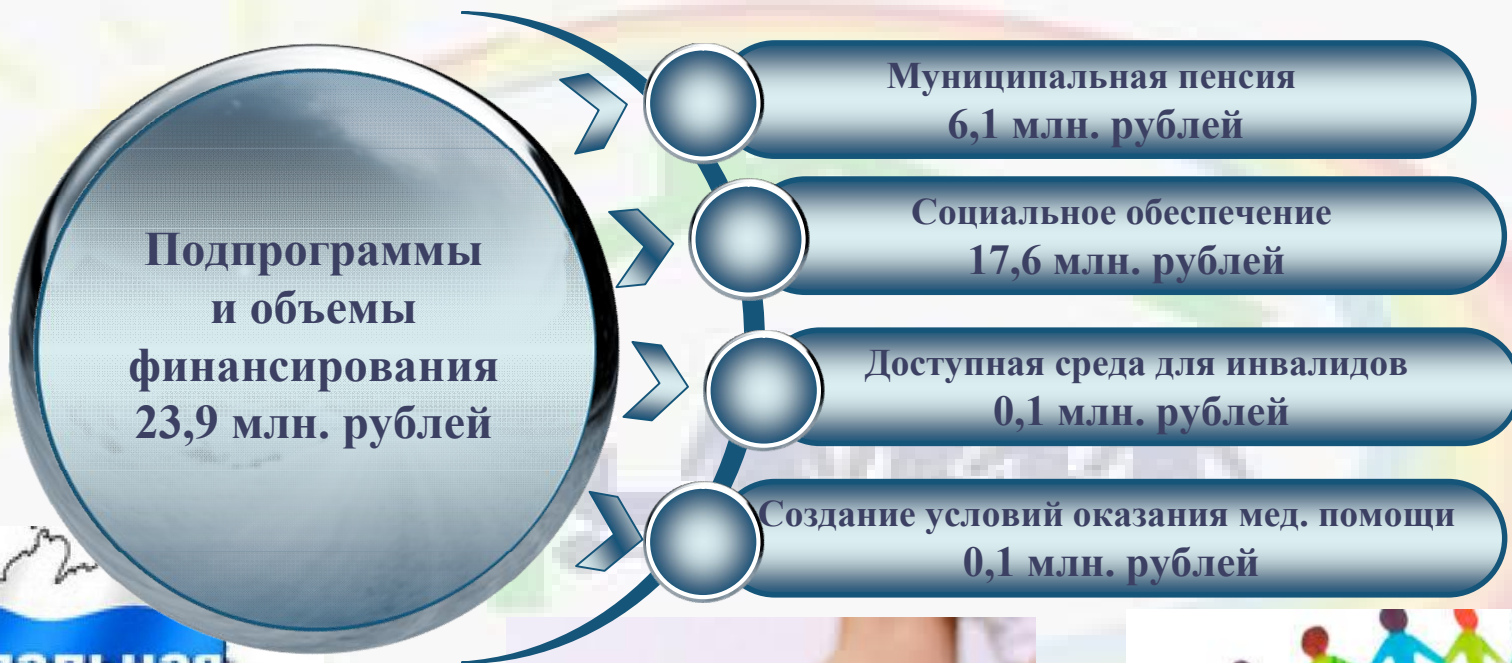 Подпрограммы
и объемы
финансирования
23,9 млн. рублей
Муниципальная пенсия
6,1 млн. рублей
Социальное обеспечение
17,6 млн. рублей
Доступная среда для инвалидов
0,1 млн. рублей
Создание условий оказания мед. помощи
0,1 млн. рублей